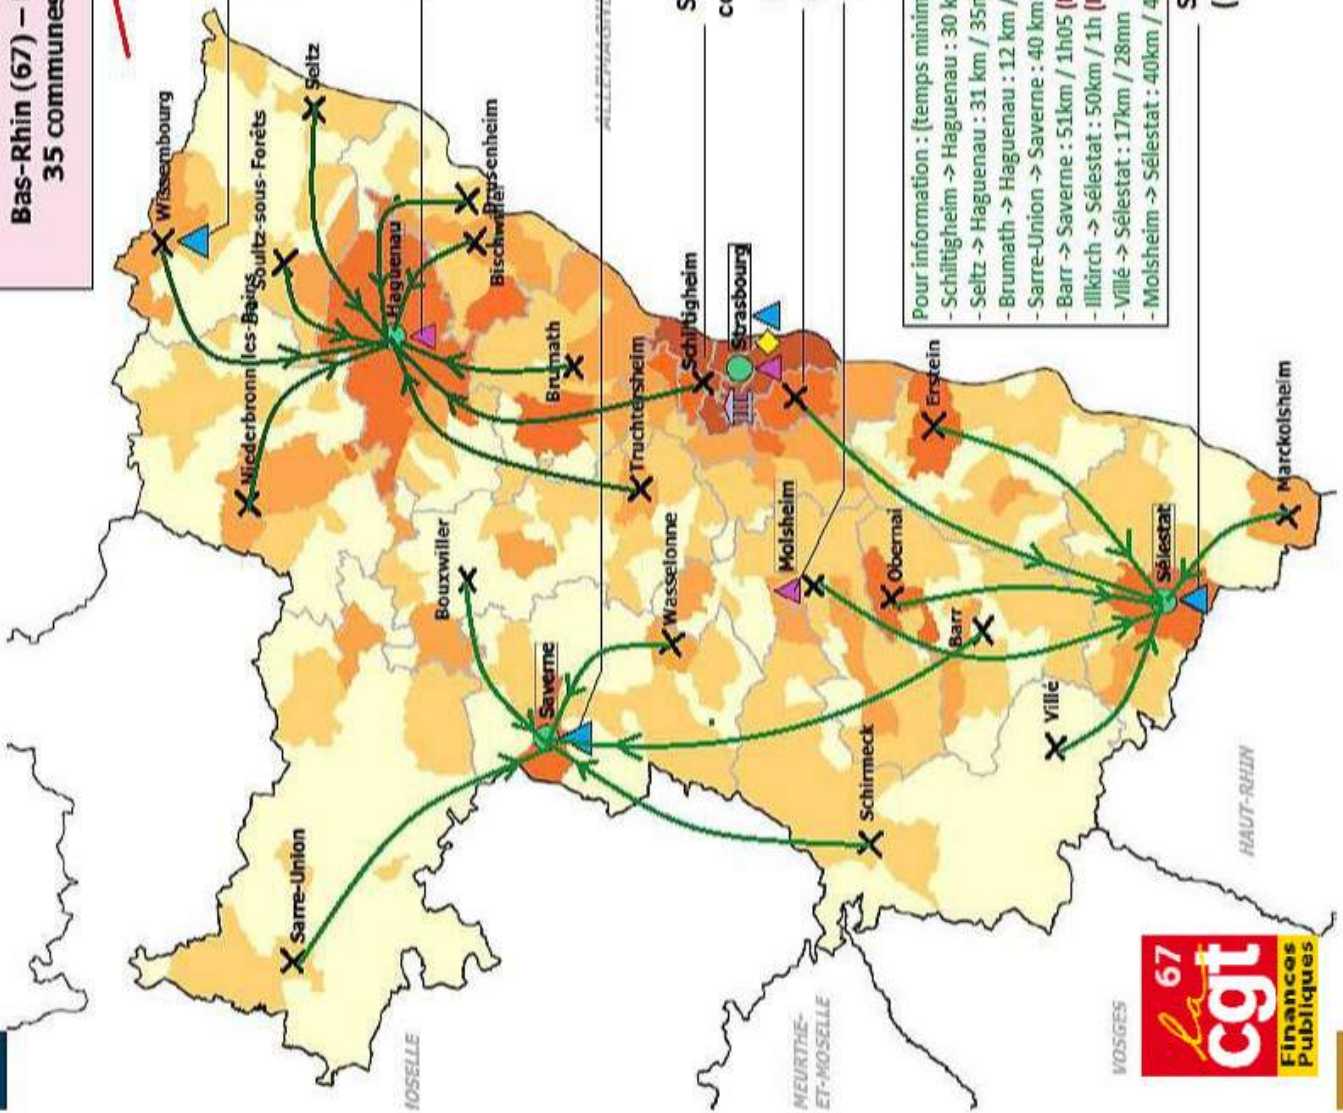 Bas-Rhin (67) –
35 communes
Wissembourg
Seltz
Soultz-sous-Forêts
Niederbronn-les-Bains
Haguenau
Drusenheim
Bischwiller
ALLEMAGNE
Brumath
Truchtersheim
Schiltigheim
Strasbourg
Bouxwiller
Saverne
Wasselonne
Molsheim
Obernai
Erstein
Barr
Sélestat
Marckolsheim
Villé
Schirmeck
Sarre-Union
MOSELLE
MEURTHE-
ET-MOSELLE
VOSGES
HAUT-RHIN
Pour information : (temps minimum
- Schiltigheim -> Haguenau : 30 k
- Seltz -> Haguenau : 31 km / 35m
- Brumath -> Haguenau : 12 km /
- Sarre-Union -> Saverne : 40 km
- Barr -> Saverne : 51km / 1h05 (
- Illkirch -> Sélestat : 50km / 1h (
- Villé -> Sélestat : 17km / 28mn
- Molsheim -> Sélestat : 40km / 4
la 67
cgt
Finances
Publiques